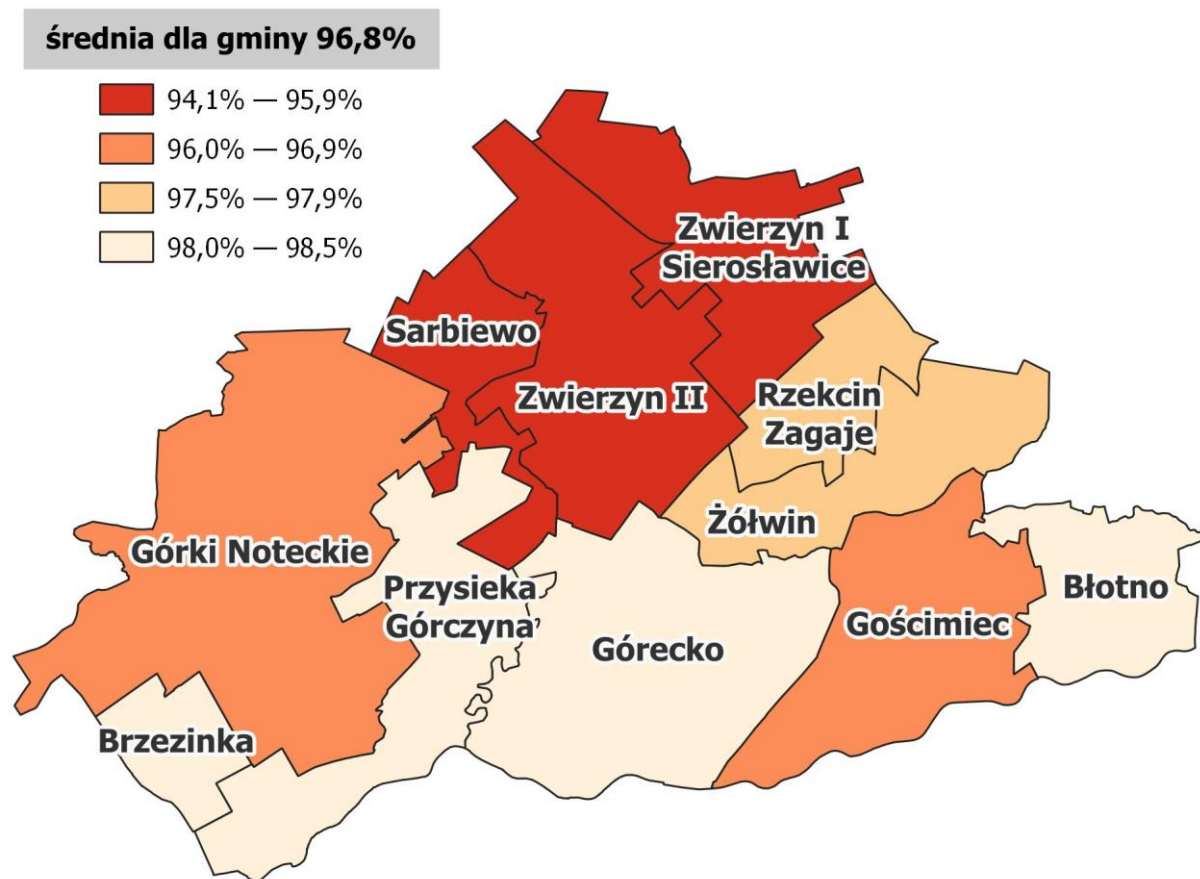 średnia dla gminy 96,8%
94,1% — 95,9%
96,0% — 96,9%
97,5% — 97,9%
98,0% — 98,5%
Zwierzyn I
Sierosławice
Sarbiewo
Zwierzyn II
Rzekcin
Zagaje
Żółwin
Górki Noteckie
Przysieka
Górczyna
Górecko
Gościmiec
Błotno
Brzezinka